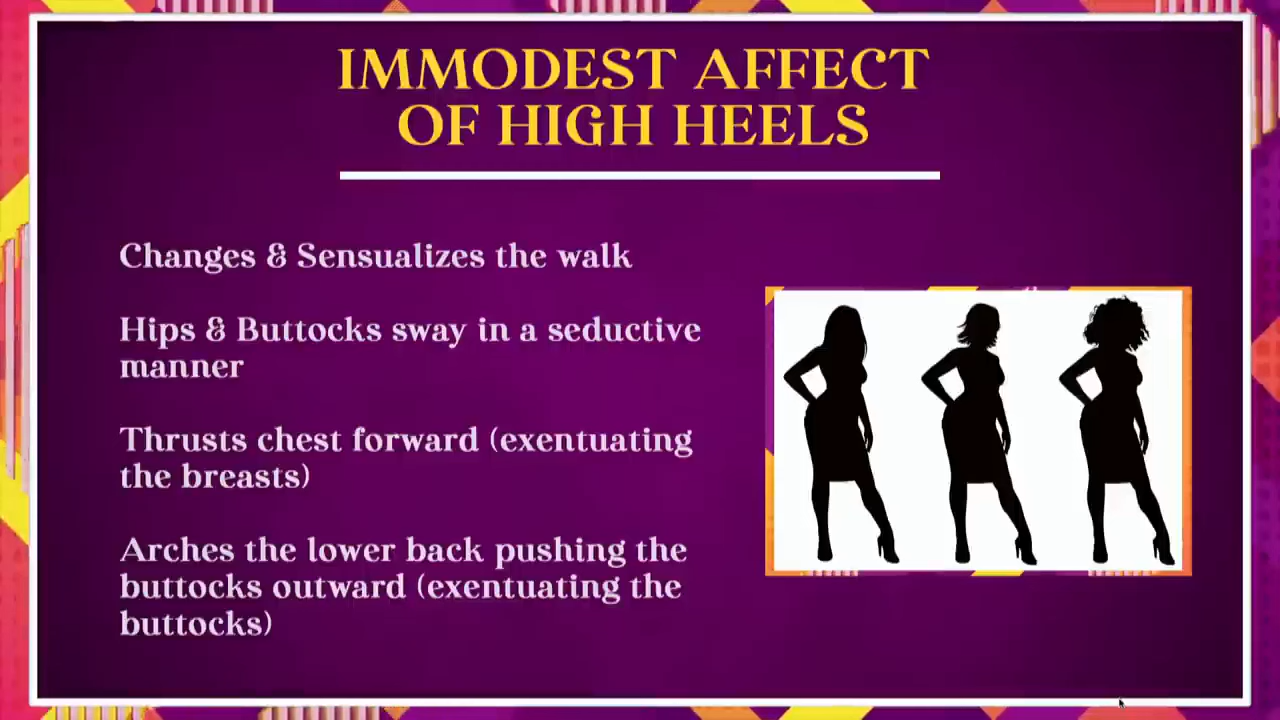 IMMODEST AFFECT
OF HIGH HEELS
Changes & Sensualizes the walk
Hips & Buttocks sway in a seductive
manner
Thrusts chest forward (exentuating
the breasts)
Arches the lower back pushing the
buttocks outward (exentuating the
buttocks)